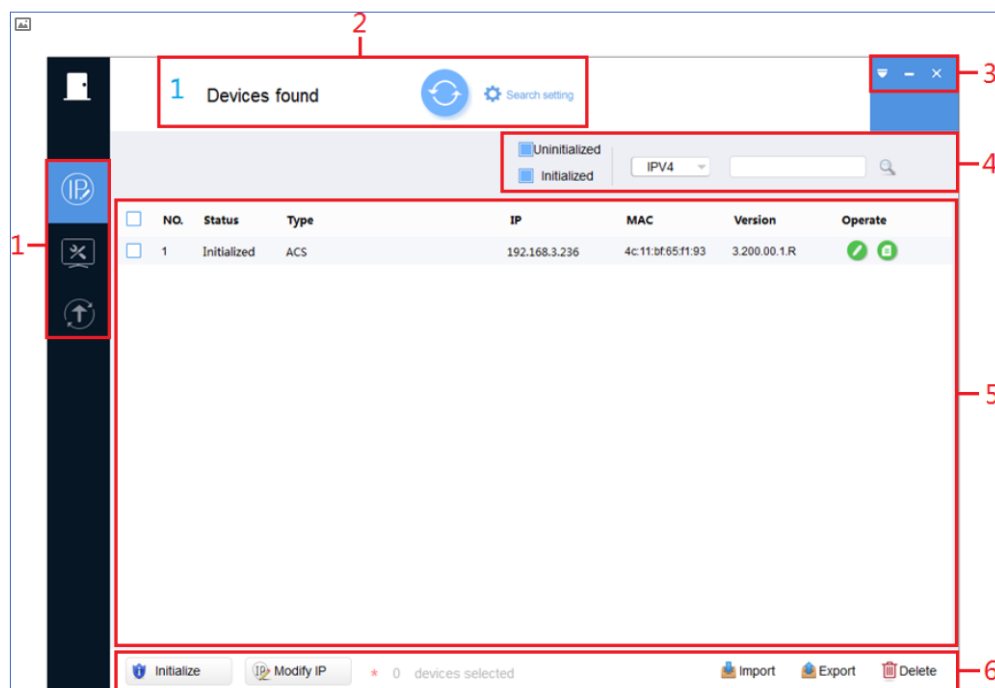 2
1 Devices found Search setting
3
Uninitialized
Initialized
IPV4
4
1
NO. Status Type IP MAC Version Operate
1 Initialized ACS 192.168.3.236 4c:11:bf:65:f1:93 3.200.00.1.R
5
Initialize Modify IP * 0 devices selected Import Export Delete
6